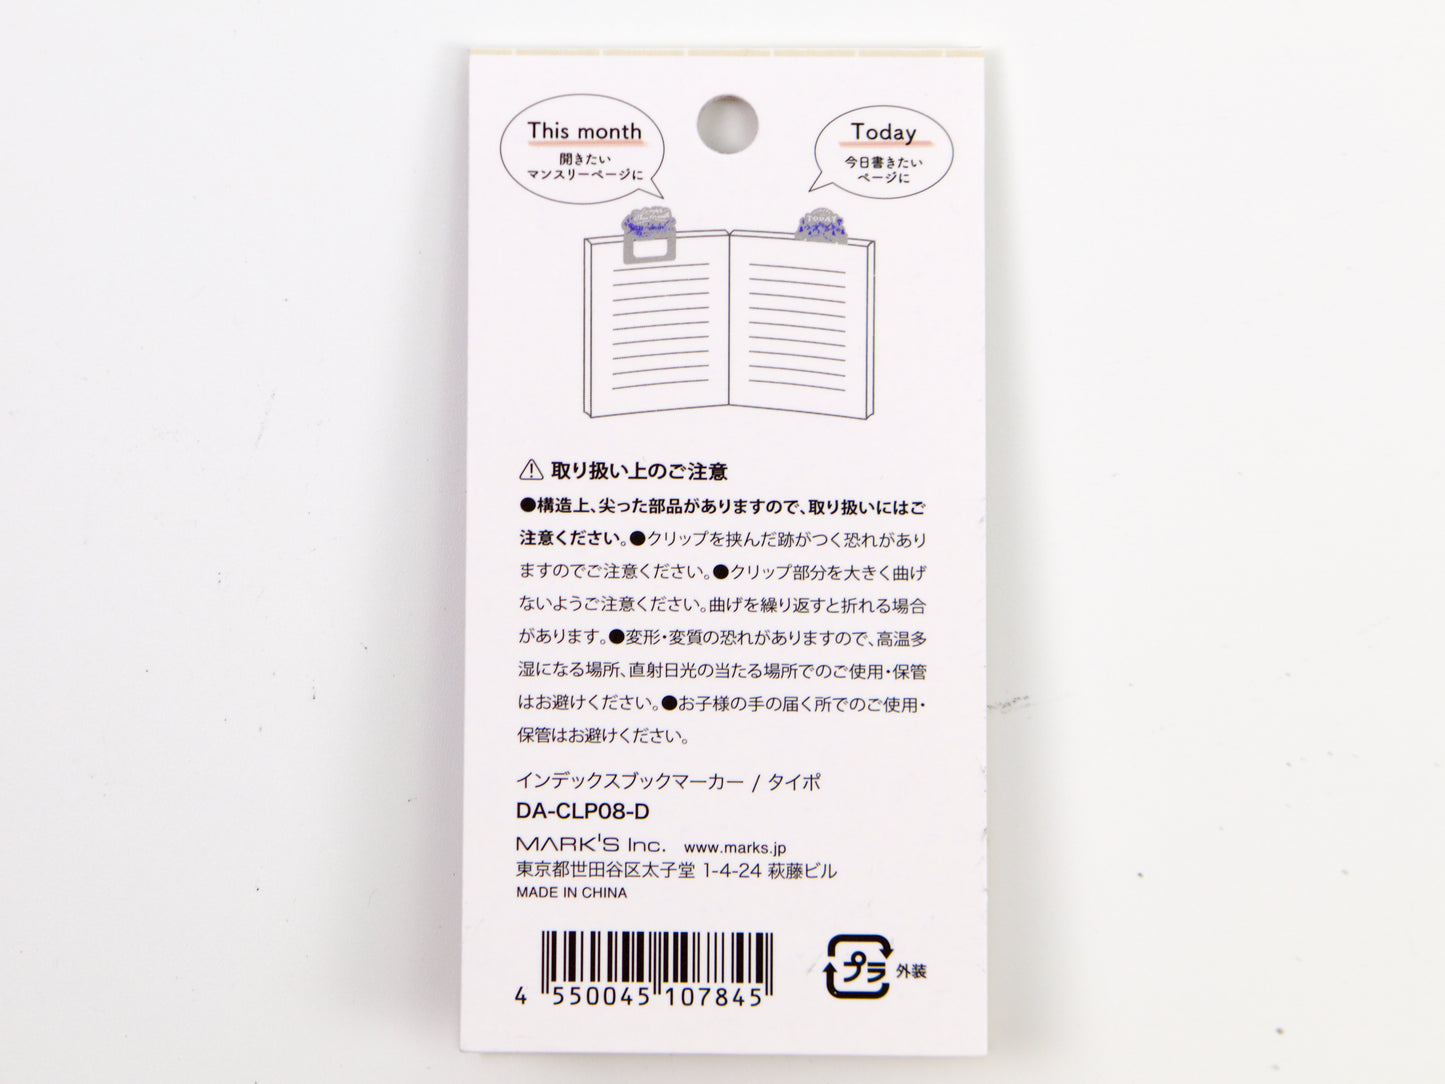 This month
開きたい
マンスリーページに
Today
今日書きたい
ページに
TODAY
取り扱い上のご注意
●構造上、尖った部品がありますので、取り扱いにはご
注意ください。●クリップを挟んだ跡がつく恐れがあり
ますのでご注意ください。●クリップ部分を大きく曲げ
ないようご注意ください。曲げを繰り返すと折れる場合
があります。●変形・変質の恐れがありますので、高温多
湿になる場所、直射日光の当たる場所でのご使用・保管
はお避けください。●お子様の手の届く所でのご使用・
保管はお避けください。
インデックスブックマーカー / タイポ
DA-CLP08-D
MARK'S Inc. www.marks.jp
東京都世田谷区太子堂 1-4-24 萩藤ビル
MADE IN CHINA
4 550045 107845
プラ 外装